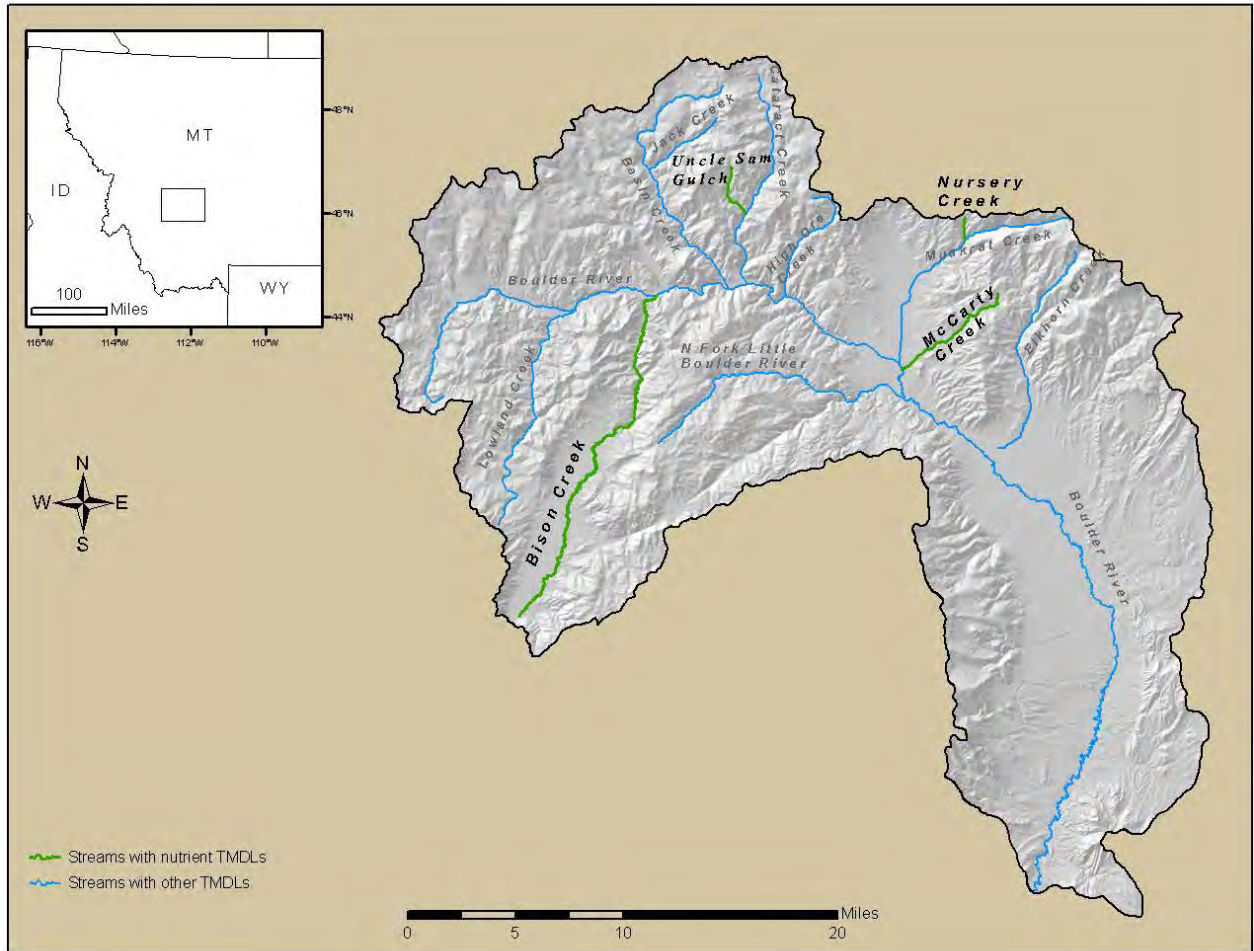 48°N
MT
ID
46°N
WY
100
Miles
44°N
116°W
114°W
112°W
110°W
Cataract Creek
Jack Creek
Uncle Sam
Gulch
Basin Creek
Nursery
Creek
High Ore
Creek
Muskrat Creek
Boulder River
Elkhorn Creek
McCarty
Creek
N Fork Little
Boulder River
Lowland Creek
Bison Creek
N
W
E
S
Boulder River
Streams with nutrient TMDLs
Streams with other TMDLs
Miles
0
5
10
20